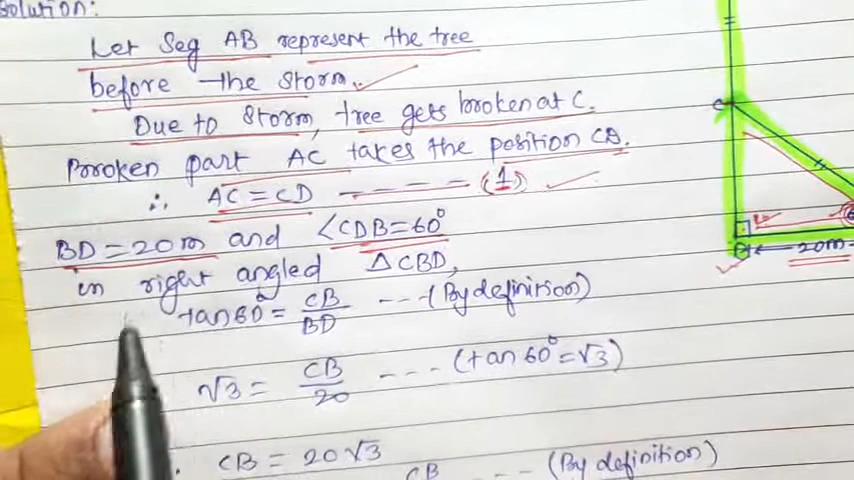 Solution:
Let Seg AB represent the tree
before the storm.
Due to storm, tree gets broken at C.
Broken part AC takes the position CD.
∴ AC = CD ----- (1)
BD = 20 m and ∠CDB = 60°
in right angled ΔCBD,
tan 60° = CB/BD --- (By definition)
√3 = CB/20 ---- (tan 60° = √3)
CB = 20√3
CB --- (By definition)
C
20m